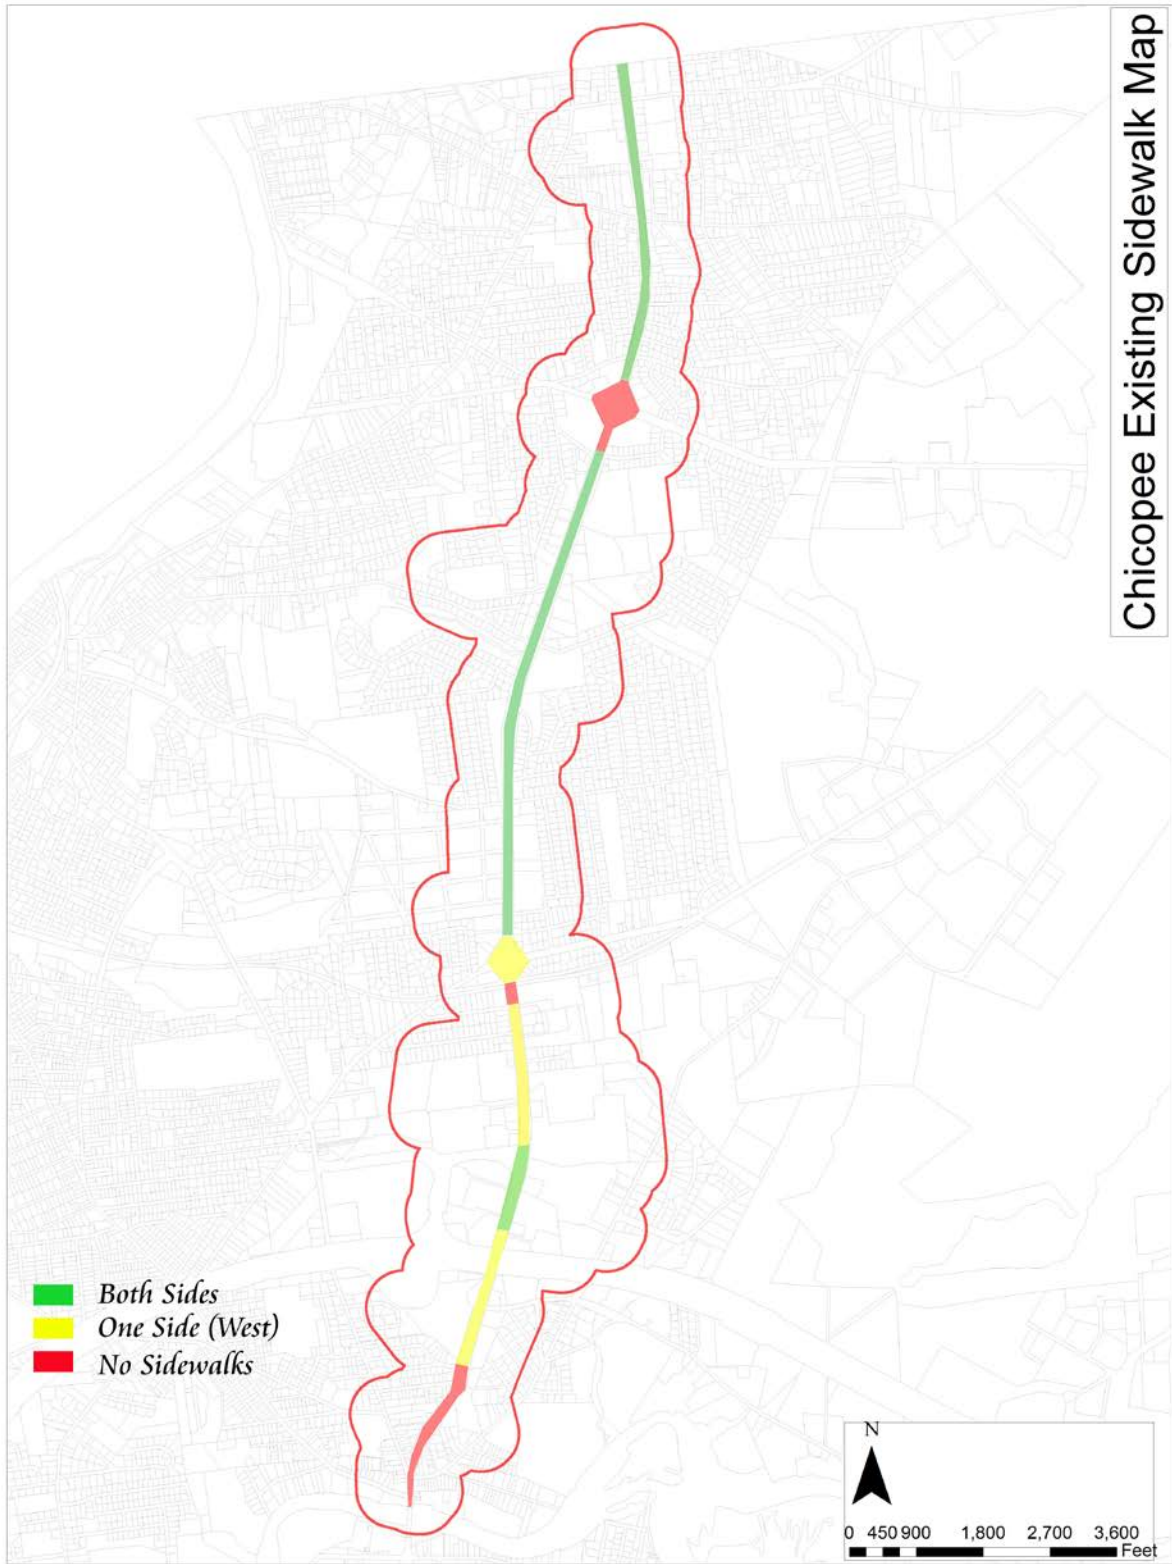 Chicopee Existing Sidewalk Map
Both Sides
One Side (West)
No Sidewalks
N
0 450 900 1,800 2,700 3,600
Feet